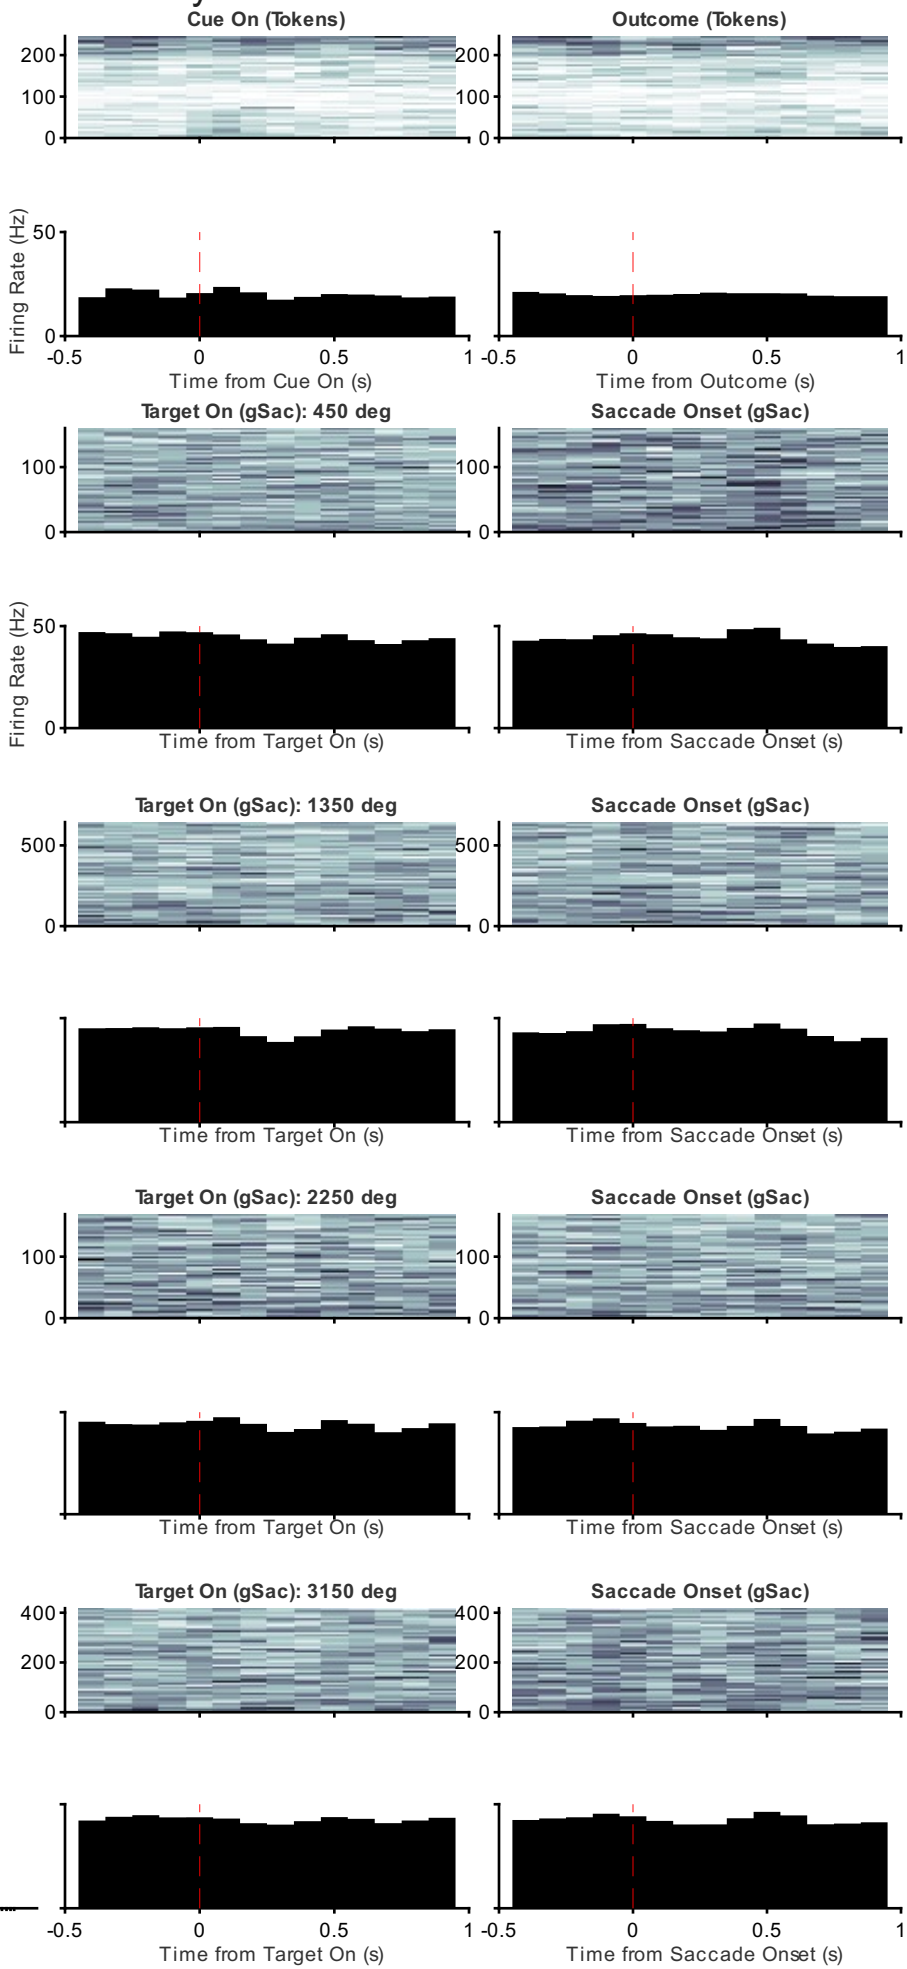 Cue On (Tokens) Outcome (Tokens)
200 200
100 100
0 0
Firing Rate (Hz)
50
0 0
-0.5 0 0.5 1 -0.5 0 0.5 1
Time from Cue On (s) Time from Outcome (s)
Target On (gSac): 450 deg Saccade Onset (gSac)
100 100
0 0
Firing Rate (Hz)
50 50
0 0
Time from Target On (s) Time from Saccade Onset (s)
Target On (gSac): 1350 deg Saccade Onset (gSac)
500 500
0 0
Time from Target On (s) Time from Saccade Onset (s)
Target On (gSac): 2250 deg Saccade Onset (gSac)
100 100
0 0
Time from Target On (s) Time from Saccade Onset (s)
Target On (gSac): 3150 deg Saccade Onset (gSac)
400 400
200 200
0 0
-0.5 0 0.5 1 -0.5 0 0.5 1
Time from Target On (s) Time from Saccade Onset (s)